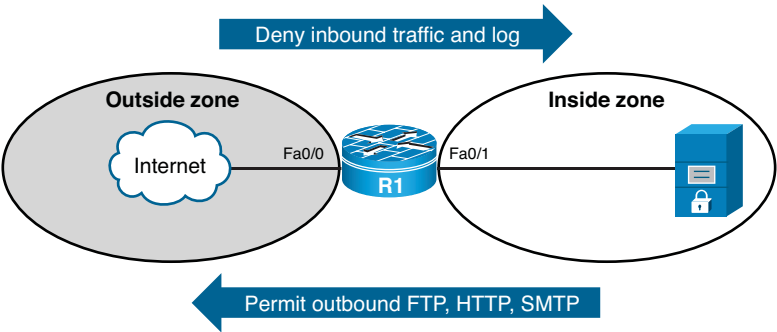 Deny inbound traffic and log
Outside zone
Inside zone
Internet
Fa0/0
Fa0/1
R1
Permit outbound FTP, HTTP, SMTP